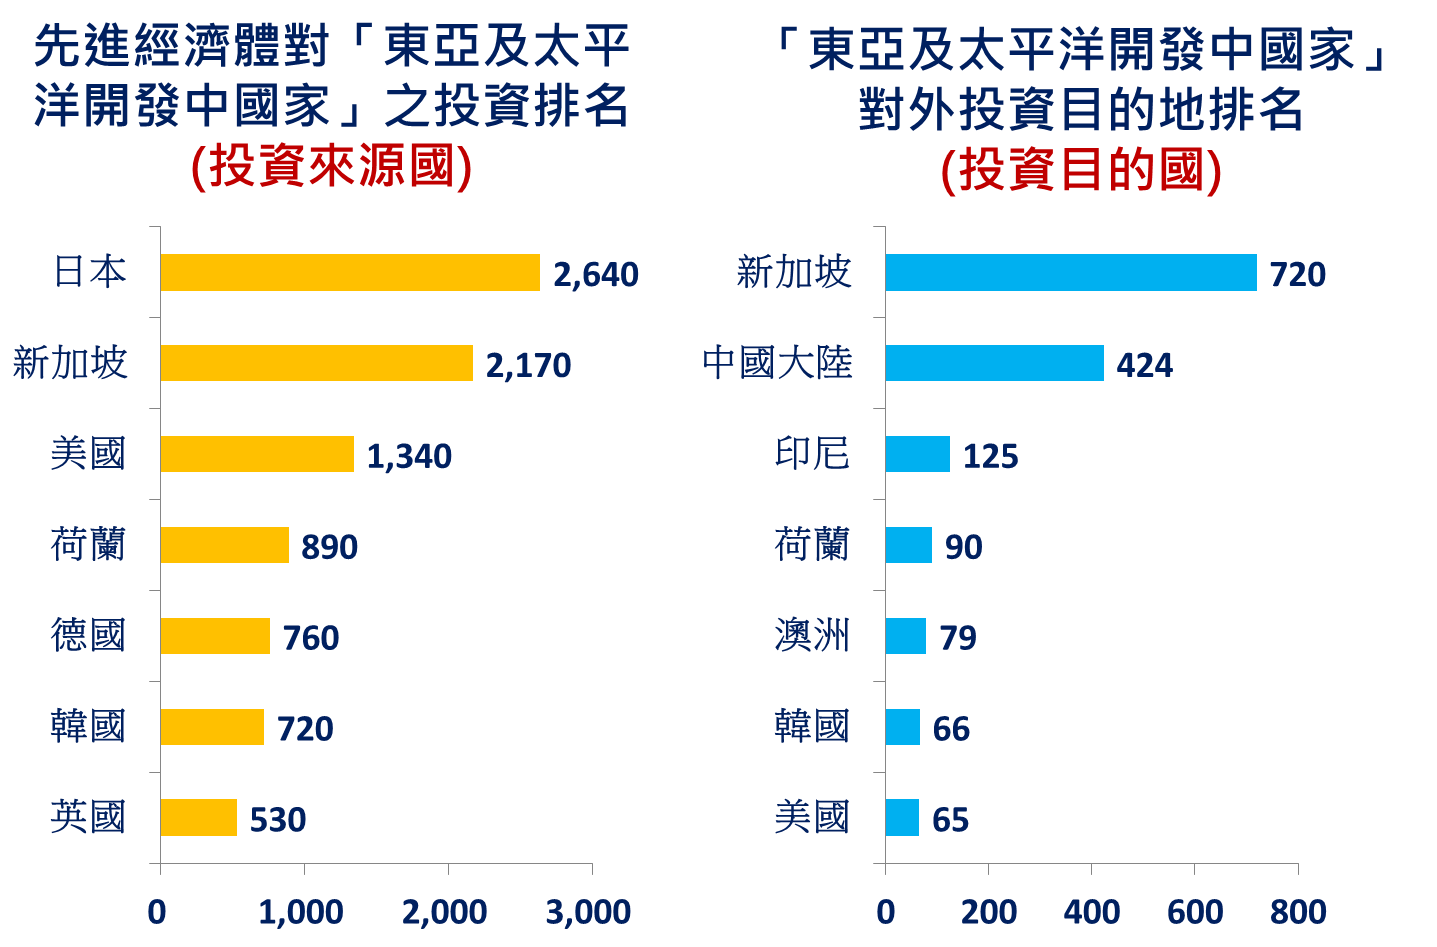 先進經濟體對「東亞及太平
洋開發中國家」之投資排名
(投資來源國)
日本 2,640
新加坡 2,170
美國 1,340
荷蘭 890
德國 760
韓國 720
英國 530
0 1,000 2,000 3,000
「東亞及太平洋開發中國家」
對外投資目的地排名
(投資目的國)
新加坡 720
中國大陸 424
印尼 125
荷蘭 90
澳洲 79
韓國 66
美國 65
0 200 400 600 800